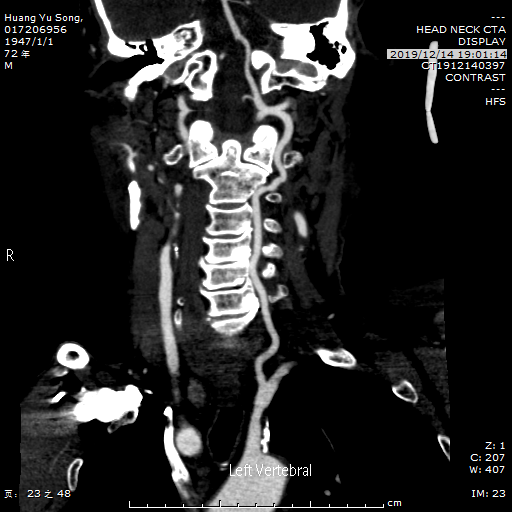 Huang Yu Song,
017206956
1947/1/1
72 年
M
---
HEAD NECK CTA
DISPLAY
2019/12/14 19:01:14
CT1912140397
CONTRAST
---
HFS
R
Left Vertebral
Z: 1
C: 207
W: 407
页: 23 之 48
IM: 23
cm